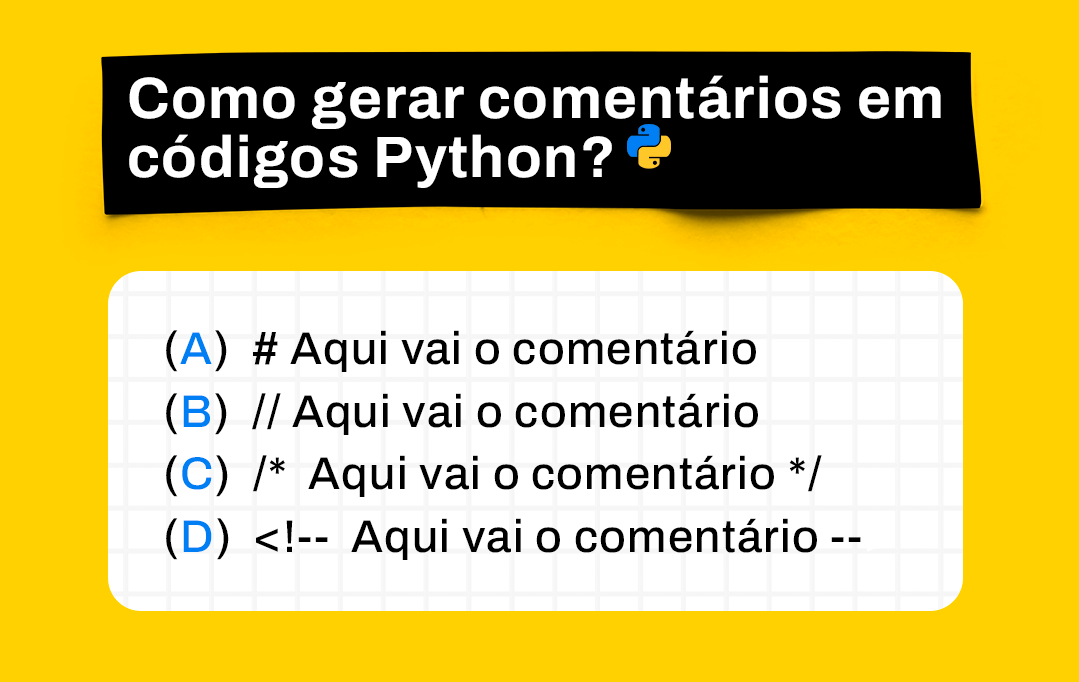 Como gerar comentários em
códigos Python?
(A) # Aqui vai o comentário
(B) // Aqui vai o comentário
(C) /* Aqui vai o comentário */
(D) <!-- Aqui vai o comentário --